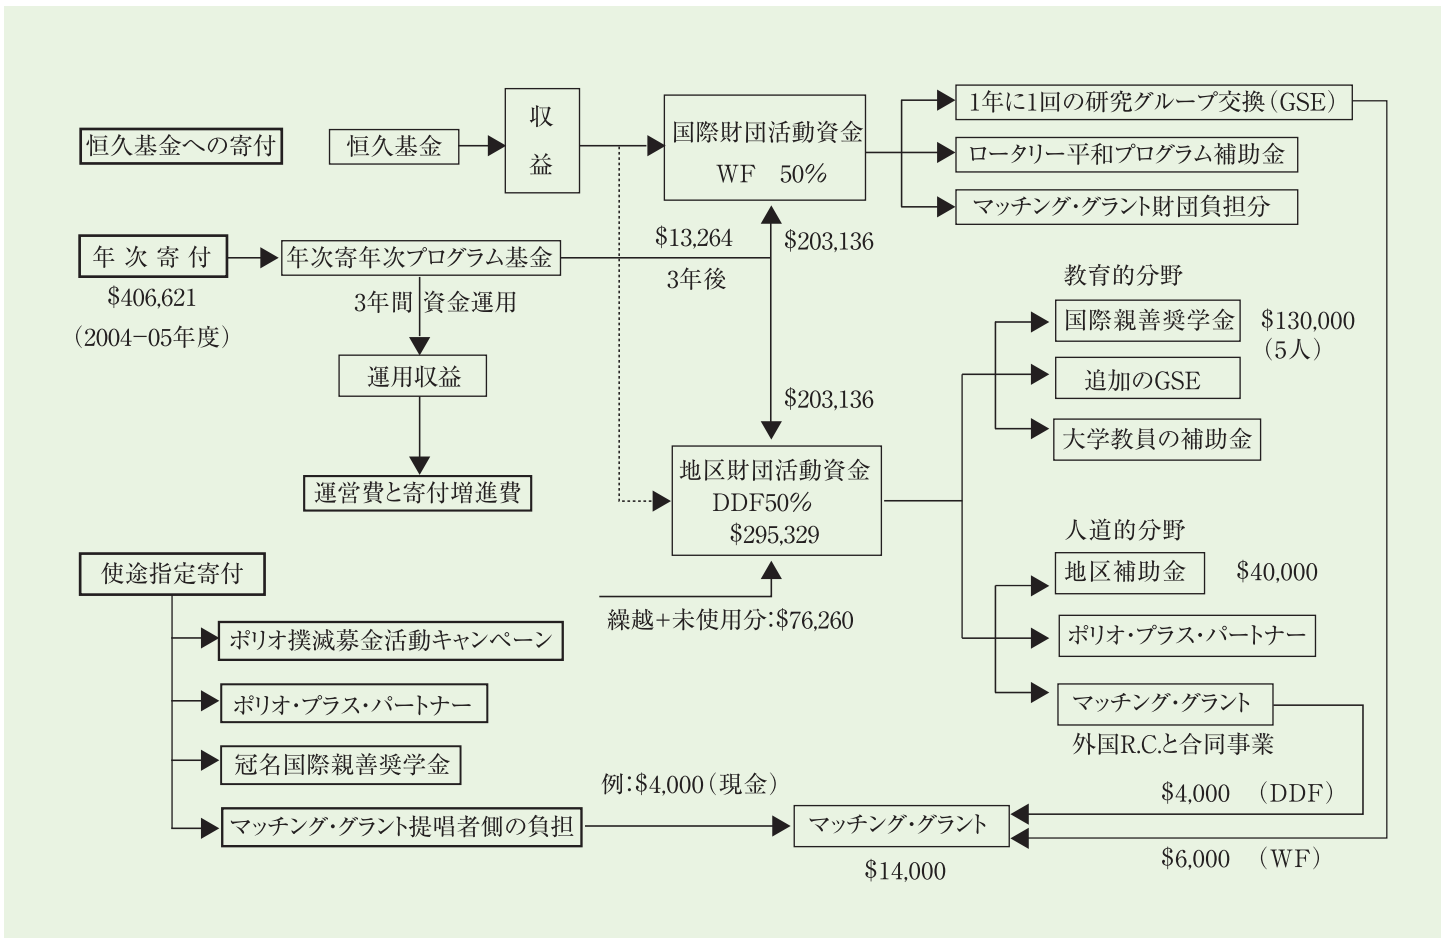 恒久基金への寄付
恒久基金
収益
国際財団活動資金
WF 50%
1年に1回の研究グループ交換（GSE）
ロータリー平和プログラム補助金
マッチング・グラント財団負担分
年次寄付
$406,621
（2004−05年度）
年次寄年次プログラム基金
$13,264
3年後
$203,136
3年間 資金運用
運用収益
運営費と寄付増進費
$203,136
地区財団活動資金
DDF50%
$295,329
繰越+未使用分:$76,260
教育的分野
国際親善奨学金
$130,000
（5人）
追加のGSE
大学教員の補助金
人道的分野
地区補助金
$40,000
ポリオ・プラス・パートナー
マッチング・グラント
外国R.C.と合同事業
使途指定寄付
ポリオ撲滅募金活動キャンペーン
ポリオ・プラス・パートナー
冠名国際親善奨学金
マッチング・グラント提唱者側の負担
例:$4,000（現金）
マッチング・グラント
$14,000
$4,000 （DDF）
$6,000 （WF）